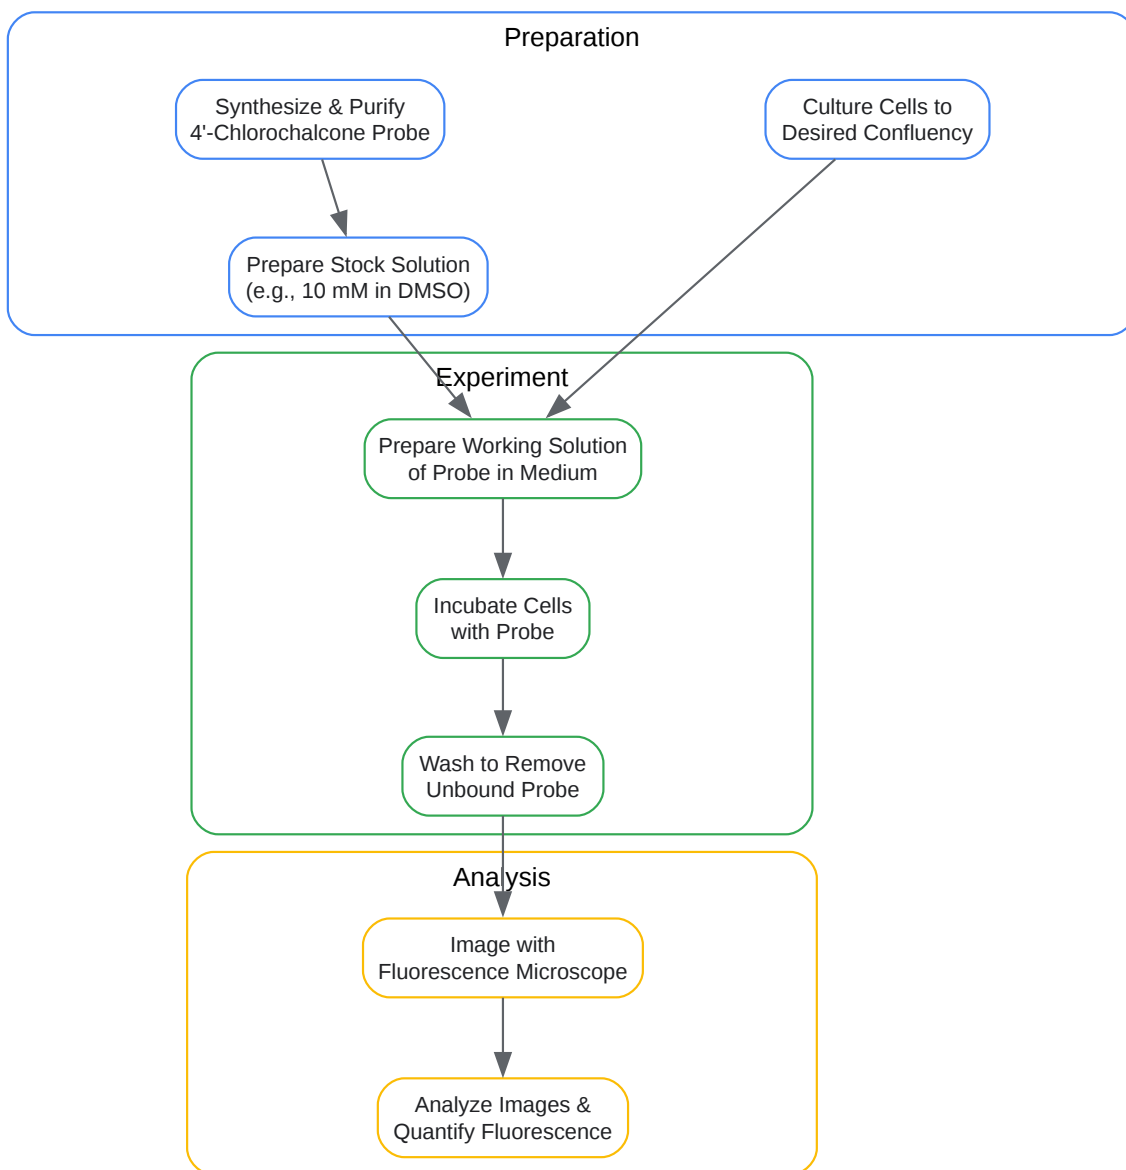 Preparation
Synthesize & Purify
4'-Chlorochalcone Probe
Culture Cells to
Desired Confluency
Prepare Stock Solution
(e.g., 10 mM in DMSO)
Experiment
Prepare Working Solution
of Probe in Medium
Incubate Cells
with Probe
Wash to Remove
Unbound Probe
Analysis
Image with
Fluorescence Microscope
Analyze Images &
Quantify Fluorescence